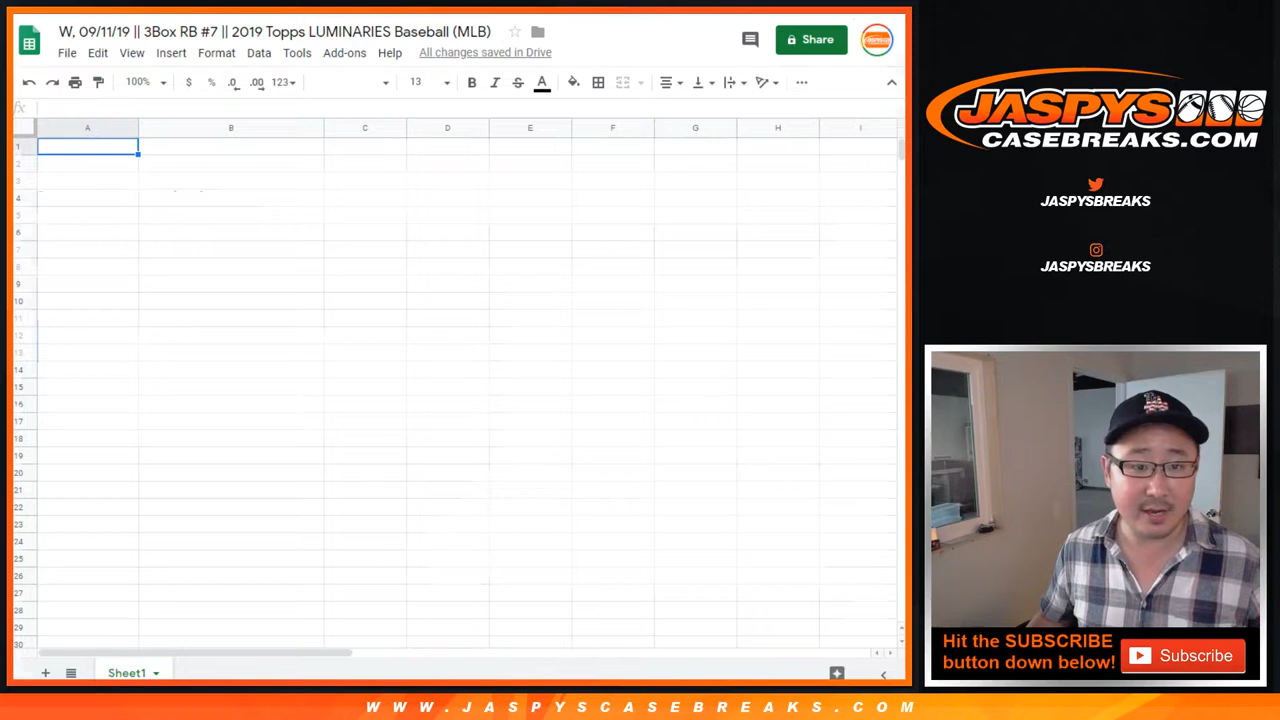 W, 09/11/19 || 3Box RB #7 || 2019 Topps LUMINARIES Baseball (MLB)
File Edit View Insert Format Data Tools Add-ons Help All changes saved in Drive
Share
100% $ % .0 .00 123 13 B I S A
fx
A B C D E F G H I
1
2
3
4
5
6
7
8
9
10
11
12
13
14
15
16
17
18
19
20
21
22
23
24
25
26
27
28
29
30
Sheet1
JASPYS
CASEBREAKS.COM
JASPYSBREAKS
JASPYSBREAKS
LA
Hit the SUBSCRIBE
button down below!
Subscribe
WWW.JASPYSCASEBREAKS.COM